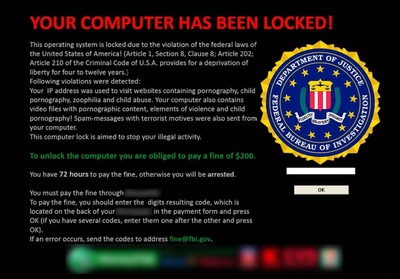 YOUR COMPUTER HAS BEEN LOCKED!
This operating system is locked due to the violation of the federal laws of
the United States of America! (Article 1, Section 8, Clause 8; Article 202;
Article 210 of the Criminal Code of U.S.A. provides for a deprivation of
liberty for four to twelve years.)
Following violations were detected:
Your IP address was used to visit websites containing pornography, child
pornography, zoophilia and child abuse. Your computer also contains
video files with pornographic content, elements of violence and child
pornography! Spam-messages with terrorist motives were also sent from
your computer.
This computer lock is aimed to stop your illegal activity.
To unlock the computer you are obliged to pay a fine of $200.
You have 72 hours to pay the fine, otherwise you will be arrested.
You must pay the fine through
To pay the fine, you should enter the digits resulting code, which is
located on the back of your in the payment form and press
OK (if you have several codes, enter them one after the other and press
OK).
If an error occurs, send the codes to address fine@fbi.gov.
DEPARTMENT OF JUSTICE
FEDERAL BUREAU OF INVESTIGATION
OK